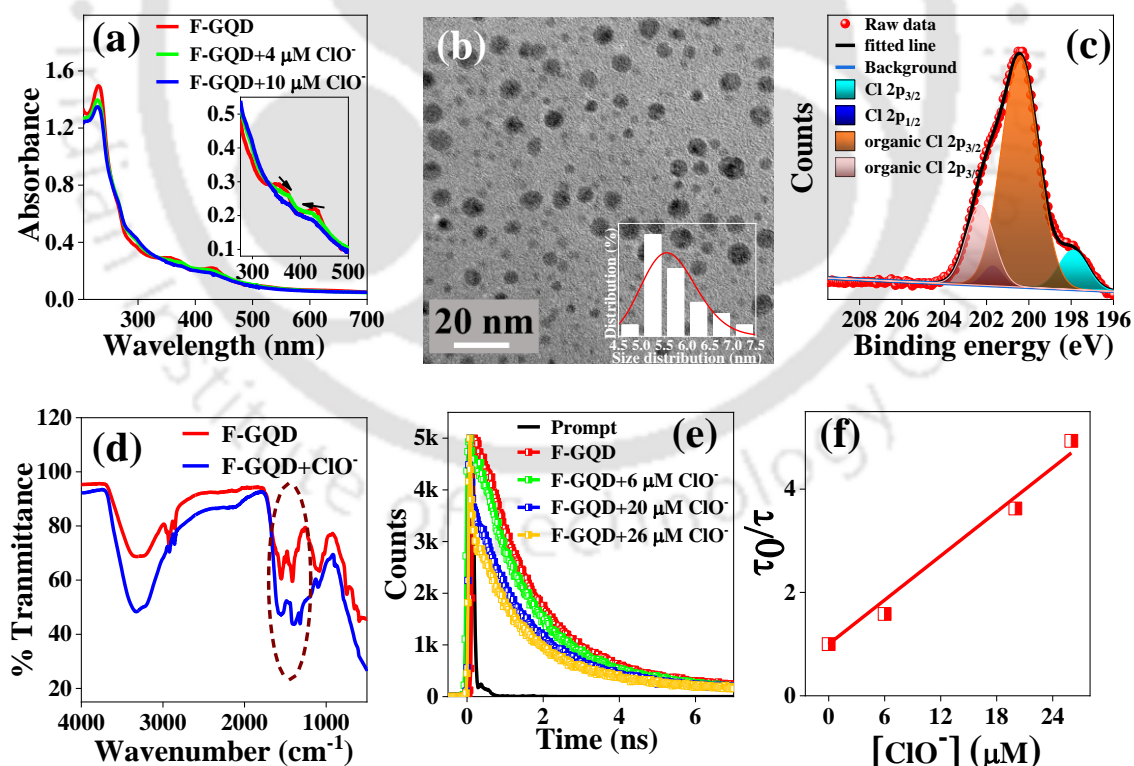 (a)
F-GQD
F-GQD+4 μM ClO⁻
F-GQD+10 μM ClO⁻
1.6
1.2
0.8
0.4
0.0
Absorbance
0.5
0.4
0.3
0.2
0.1
300 400 500
200 300 400 500 600 700
Wavelength (nm)
(b)
20 nm
Distribution (%)
4.5 5.0 5.5 6.0 6.5 7.0 7.5
Size distribution (nm)
(c)
Raw data
fitted line
Background
Cl 2p3/2
Cl 2p1/2
organic Cl 2p3/2
organic Cl 2p3/5
Counts
208 206 204 202 200 198 196
Binding energy (eV)
(d)
F-GQD
F-GQD+ClO⁻
120
100
80
60
40
20
% Transmittance
4000 3000 2000 1000
Wavenumber (cm⁻¹)
(e)
Prompt
F-GQD
F-GQD+6 μM ClO⁻
F-GQD+20 μM ClO⁻
F-GQD+26 μM ClO⁻
5k
4k
3k
2k
1k
0
Counts
0 2 4 6
Time (ns)
(f)
4
2
0
τ0/τ
0 6 12 18 24
[ClO⁻] (μM)